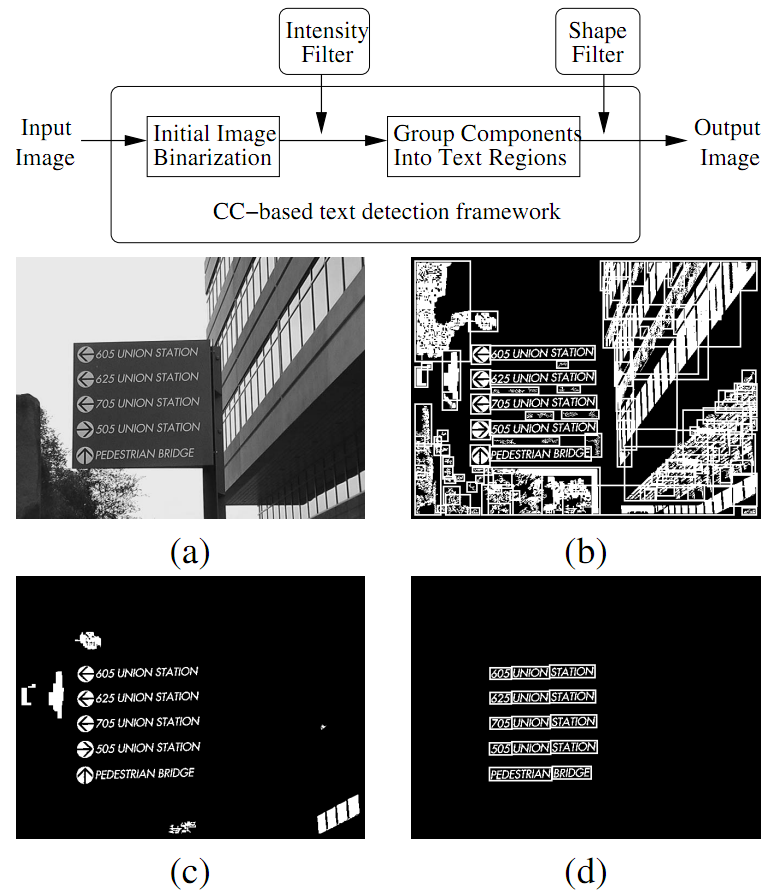 Intensity
Filter
Shape
Filter
Input
Image
Initial Image
Binarization
Group Components
Into Text Regions
Output
Image
CC−based text detection framework
605 UNION STATION
625 UNION STATION
705 UNION STATION
505 UNION STATION
PEDESTRIAN BRIDGE
(a)
605 UNION STATION
625 UNION STATION
705 UNION STATION
505 UNION STATION
PEDESTRIAN BRIDGE
(b)
605 UNION STATION
625 UNION STATION
705 UNION STATION
505 UNION STATION
PEDESTRIAN BRIDGE
(c)
605 UNION STATION
625 UNION STATION
705 UNION STATION
505 UNION STATION
PEDESTRIAN BRIDGE
(d)